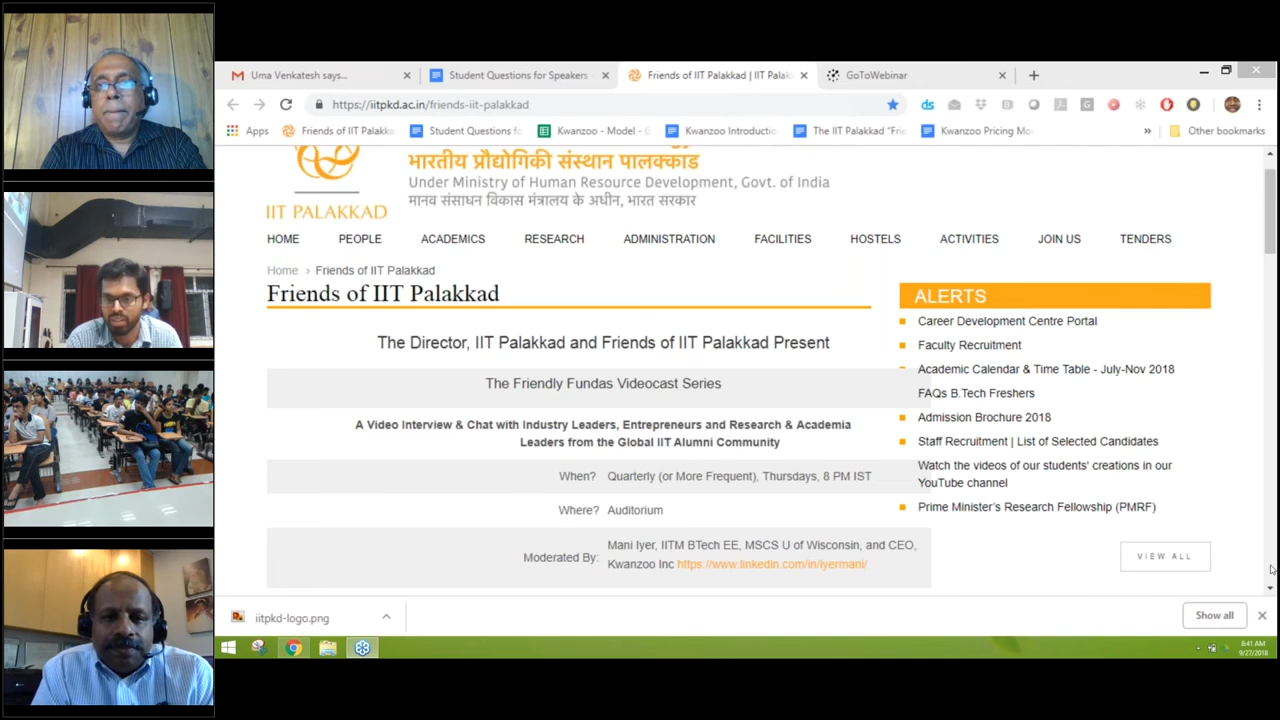 Uma Venkatesh says...
Student Questions for Speakers
Friends of IIT Palakkad | IIT Palak
GoToWebinar
https://iitpkd.ac.in/friends-iit-palakkad
Apps
Friends of IIT Palakka
Student Questions fo
Kwanzoo - Model - G
Kwanzoo Introductio
The IIT Palakkad "Frie
Kwanzoo Pricing Mod
»
Other bookmarks
भारतीय प्रौद्योगिकी संस्थान पालक्काड
Under Ministry of Human Resource Development, Govt. of India
मानव संसाधन विकास मंत्रालय के अधीन, भारत सरकार
IIT PALAKKAD
HOME PEOPLE ACADEMICS RESEARCH ADMINISTRATION FACILITIES HOSTELS ACTIVITIES JOIN US TENDERS
Home › Friends of IIT Palakkad
Friends of IIT Palakkad
The Director, IIT Palakkad and Friends of IIT Palakkad Present
The Friendly Fundas Videocast Series
A Video Interview & Chat with Industry Leaders, Entrepreneurs and Research & Academia
Leaders from the Global IIT Alumni Community
When? Quarterly (or More Frequent), Thursdays, 8 PM IST
Where? Auditorium
Moderated By: Mani Iyer, IITM BTech EE, MSCS U of Wisconsin, and CEO,
Kwanzoo Inc https://www.linkedin.com/in/iyermani/
ALERTS
Career Development Centre Portal
Faculty Recruitment
Academic Calendar & Time Table - July-Nov 2018
FAQs B.Tech Freshers
Admission Brochure 2018
Staff Recruitment | List of Selected Candidates
Watch the videos of our students' creations in our
YouTube channel
Prime Minister's Research Fellowship (PMRF)
VIEW ALL
iitpkd-logo.png
Show all
8:41 AM
9/27/2018